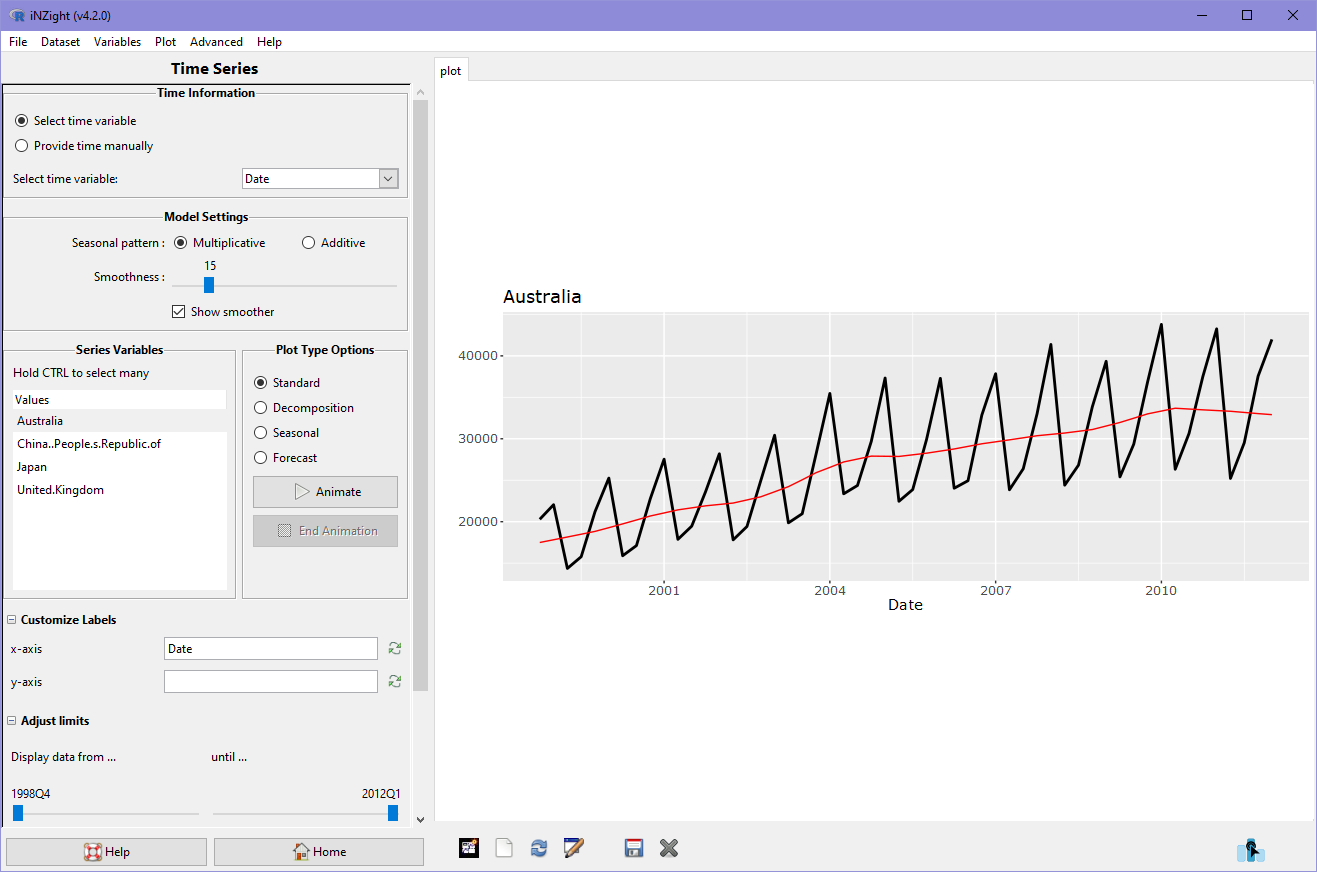 iNZight (v4.2.0)
File Dataset Variables Plot Advanced Help
Time Series
Time Information
Select time variable
Provide time manually
Select time variable: Date
Model Settings
Seasonal pattern : Multiplicative Additive
15
Smoothness :
Show smoother
Series Variables
Hold CTRL to select many
Values
Australia
China..People.s.Republic.of
Japan
United.Kingdom
Plot Type Options
Standard
Decomposition
Seasonal
Forecast
Animate
End Animation
Customize Labels
x-axis Date
y-axis
Adjust limits
Display data from ... until ...
1998Q4 2012Q1
Help Home
plot
Australia
40000
30000
20000
2001 2004 2007 2010
Date